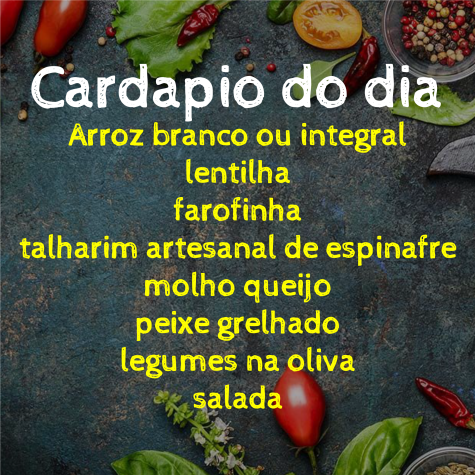 Cardapio do dia
Arroz branco ou integral
lentilha
farofinha
talharim artesanal de espinafre
molho queijo
peixe grelhado
legumes na oliva
salada